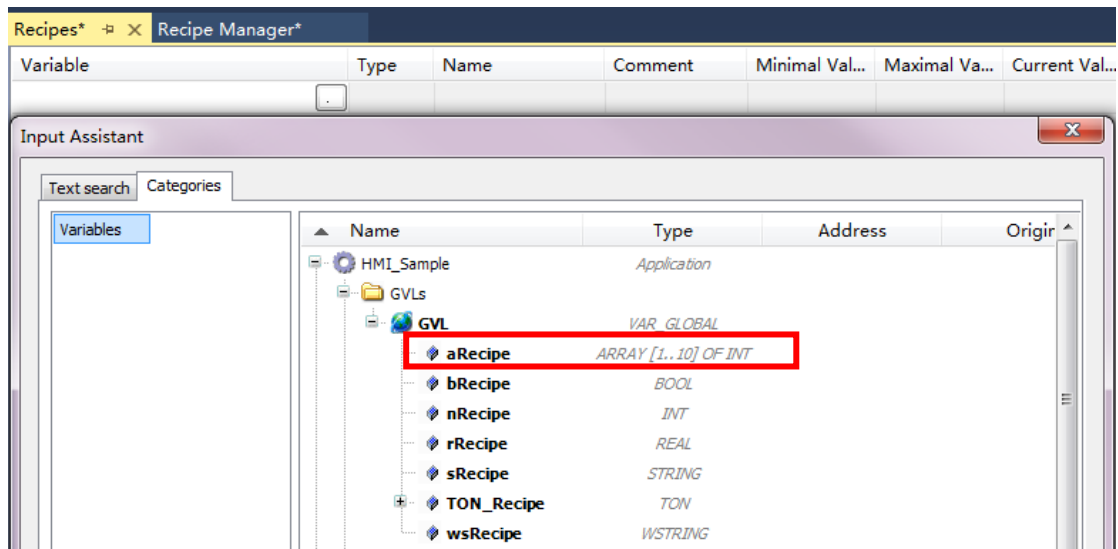 Recipes* Recipe Manager*
Variable Type Name Comment Minimal Val... Maximal Va... Current Val...
.
Input Assistant
Text search Categories
Variables
Name Type Address Origin
HMI_Sample Application
GVLs
GVL VAR_GLOBAL
aRecipe ARRAY [1..10] OF INT
bRecipe BOOL
nRecipe INT
rRecipe REAL
sRecipe STRING
TON_Recipe TON
wsRecipe WSTRING